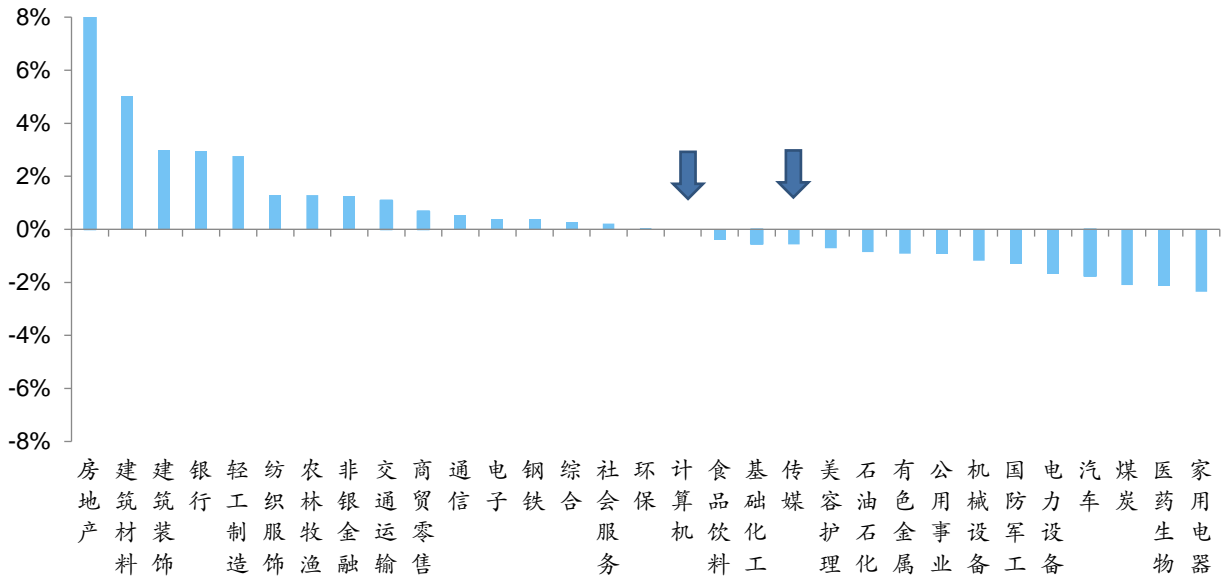 8%
6%
4%
2%
0%
-2%
-4%
-6%
-8%
房地产
建筑材料
建筑装饰
银行
轻工制造
纺织服饰
农林牧渔
非银金融
交通运输
商贸零售
通信
电子
钢铁
综合
社会服务
环保
计算机
食品饮料
基础化工
传媒
美容护理
石油石化
有色金属
公用事业
机械设备
国防军工
电力设备
汽车
煤炭
医药生物
家用电器